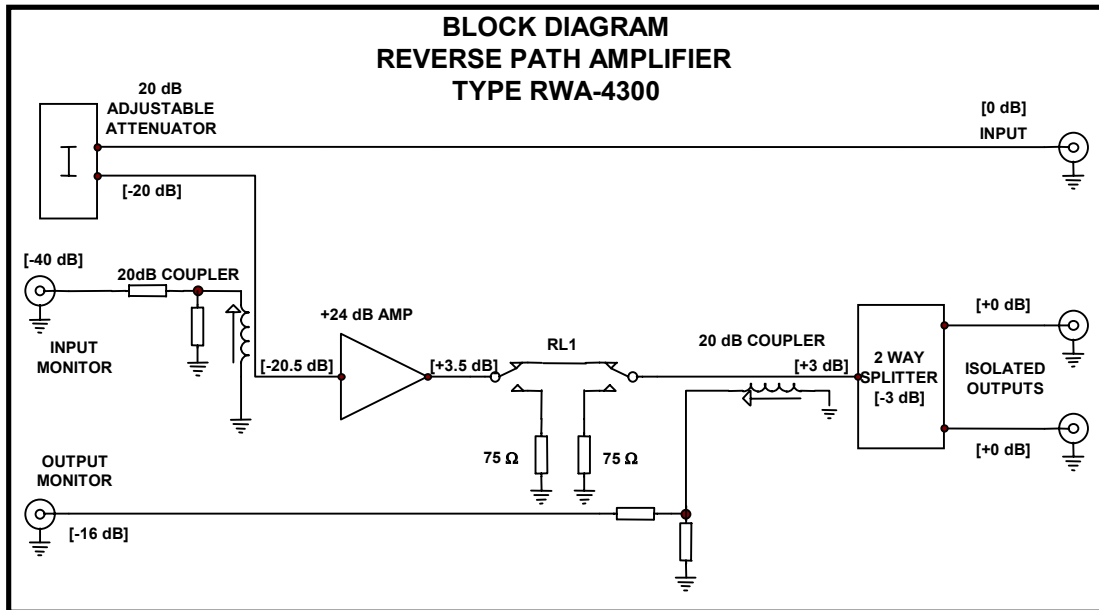 BLOCK DIAGRAM
REVERSE PATH AMPLIFIER
TYPE RWA-4300
20 dB
ADJUSTABLE
ATTENUATOR
[0 dB]
INPUT
[-20 dB]
[-40 dB]
20dB COUPLER
INPUT
MONITOR
+24 dB AMP
[-20.5 dB]
[+3.5 dB]
RL1
20 dB COUPLER
[+3 dB]
2 WAY
SPLITTER
[-3 dB]
[+0 dB]
ISOLATED
OUTPUTS
[+0 dB]
75 Ω
75 Ω
OUTPUT
MONITOR
[-16 dB]